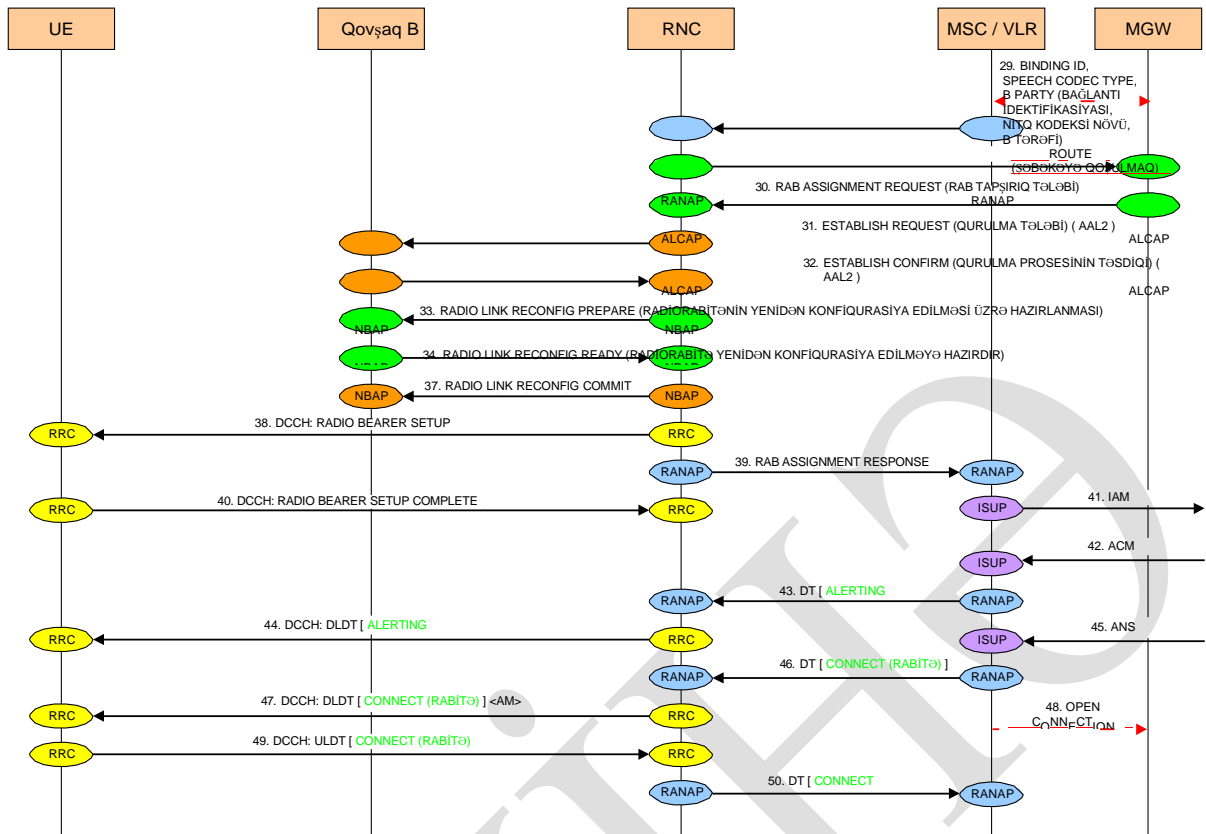 UE
Qovşaq B
RNC
MSC / VLR
MGW
29. BINDING ID,
SPEECH CODEC TYPE,
B PARTY (BAĞLANTI
İDEKTİFİKASİYASI,
NİTQ KODEKSİ NÖVÜ,
B TƏRƏFİ)
ROUTE
(ŞƏBƏKƏYƏ QOŞULMAQ)
30. RAB ASSIGNMENT REQUEST (RAB TAPŞIRIQ TƏLƏBİ)
RANAP
RANAP
31. ESTABLISH REQUEST (QURULMA TƏLƏBİ) ( AAL2 )
ALCAP
ALCAP
32. ESTABLISH CONFIRM (QURULMA PROSESİNİN TƏSDİQİ) (
AAL2 )
ALCAP
ALCAP
33. RADIO LINK RECONFIG PREPARE (RADİORABİTƏNİN YENİDƏN KONFİQURASİYA EDİLMƏSİ ÜZRƏ HAZIRLANMASI)
NBAP
NBAP
34. RADIO LINK RECONFIG READY (RADİORABİTƏ YENİDƏN KONFİQURASİYA EDİLMƏYƏ HAZIRDIR)
NBAP
NBAP
37. RADIO LINK RECONFIG COMMIT
NBAP
NBAP
38. DCCH: RADIO BEARER SETUP
RRC
RRC
39. RAB ASSIGNMENT RESPONSE
RANAP
RANAP
40. DCCH: RADIO BEARER SETUP COMPLETE
RRC
RRC
41. IAM
ISUP
42. ACM
ISUP
43. DT [ ALERTING
RANAP
RANAP
44. DCCH: DLDT [ ALERTING
RRC
RRC
45. ANS
ISUP
46. DT [ CONNECT (RABİTƏ) ]
RANAP
RANAP
47. DCCH: DLDT [ CONNECT (RABİTƏ) ] <AM>
RRC
RRC
48. OPEN
CONNECTION
49. DCCH: ULDT [ CONNECT (RABİTƏ)
RRC
RRC
50. DT [ CONNECT
RANAP
RANAP